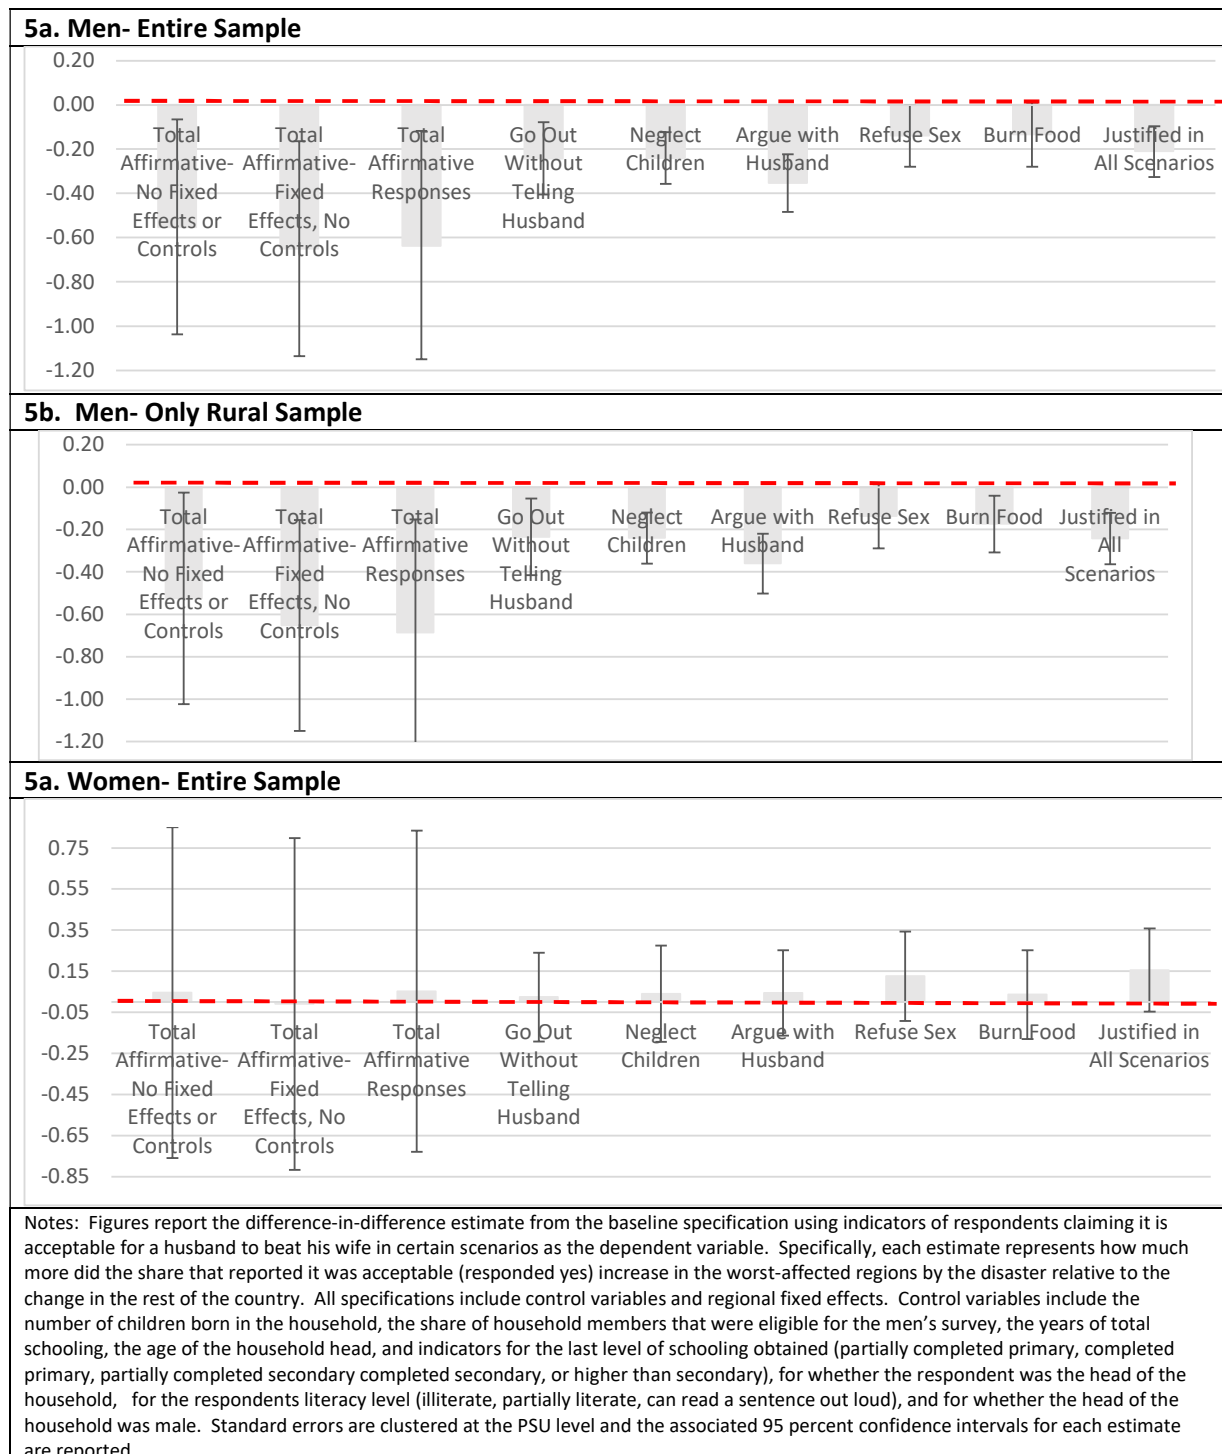 5a. Men- Entire Sample
0.20
0.00
-0.20
-0.40
-0.60
-0.80
-1.00
-1.20
Total
Affirmative-
No Fixed
Effects or
Controls
Total
Affirmative-
Fixed
Effects, No
Controls
Total
Affirmative
Responses
Go Out
Without
Telling
Husband
Neglect
Children
Argue with
Husband
Refuse Sex
Burn Food
Justified in
All Scenarios
5b. Men- Only Rural Sample
0.20
0.00
-0.20
-0.40
-0.60
-0.80
-1.00
-1.20
Total
Affirmative-
No Fixed
Effects or
Controls
Total
Affirmative-
Fixed
Effects, No
Controls
Total
Affirmative
Responses
Go Out
Without
Telling
Husband
Neglect
Children
Argue with
Husband
Refuse Sex
Burn Food
Justified in
All
Scenarios
5a. Women- Entire Sample
0.75
0.55
0.35
0.15
-0.05
-0.25
-0.45
-0.65
-0.85
Total
Affirmative-
No Fixed
Effects or
Controls
Total
Affirmative-
Fixed
Effects, No
Controls
Total
Affirmative
Responses
Go Out
Without
Telling
Husband
Neglect
Children
Argue with
Husband
Refuse Sex
Burn Food
Justified in
All Scenarios
Notes: Figures report the difference-in-difference estimate from the baseline specification using indicators of respondents claiming it is
acceptable for a husband to beat his wife in certain scenarios as the dependent variable. Specifically, each estimate represents how much
more did the share that reported it was acceptable (responded yes) increase in the worst-affected regions by the disaster relative to the
change in the rest of the country. All specifications include control variables and regional fixed effects. Control variables include the
number of children born in the household, the share of household members that were eligible for the men's survey, the years of total
schooling, the age of the household head, and indicators for the last level of schooling obtained (partially completed primary, completed
primary, partially completed secondary completed secondary, or higher than secondary), for whether the respondent was the head of the
household, for the respondents literacy level (illiterate, partially literate, can read a sentence out loud), and for whether the head of the
household was male. Standard errors are clustered at the PSU level and the associated 95 percent confidence intervals for each estimate
are reported